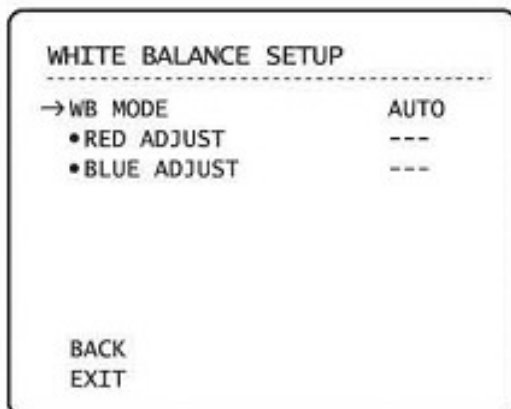 WHITE BALANCE SETUP
→WB MODE AUTO
•RED ADJUST ---
•BLUE ADJUST ---
BACK
EXIT